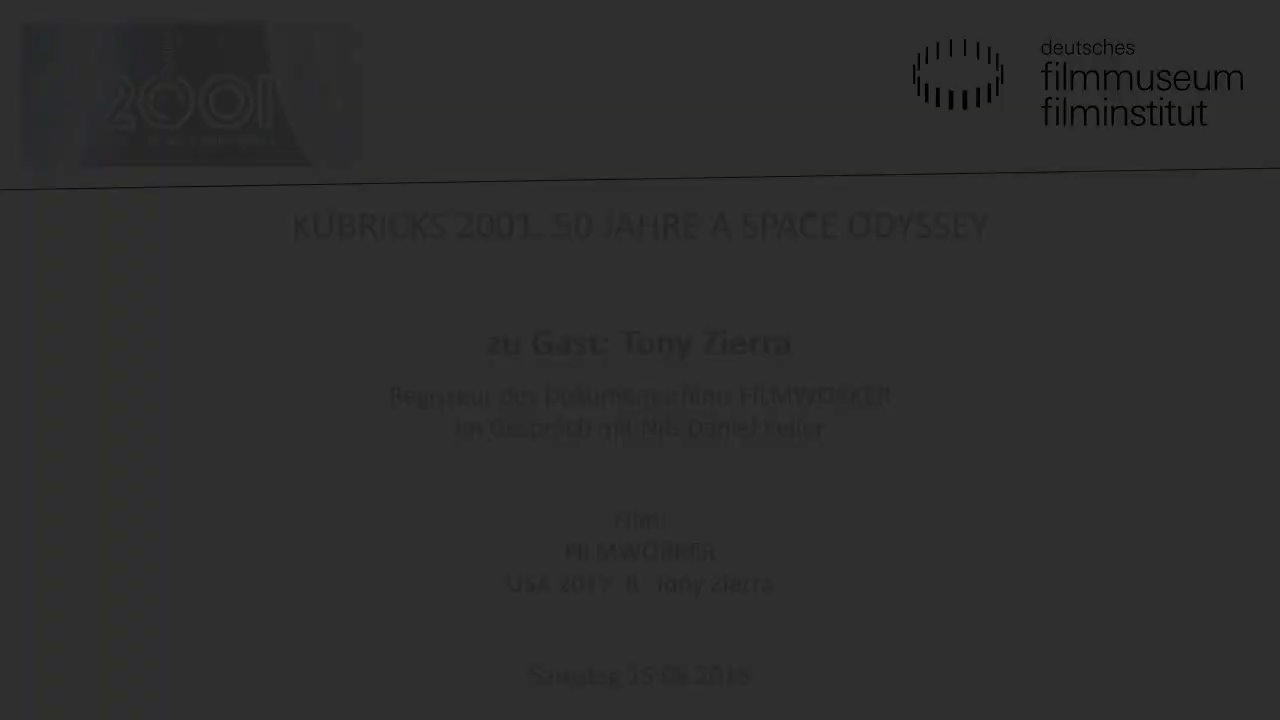 2001
deutsches
filmmuseum
filminstitut
KUBRICKS 2001. 50 JAHRE A SPACE ODYSSEY
zu Gast: Tony Zierra
Regisseur des Dokumentarfilms FILMWORKER
im Gespräch mit Nils Daniel
Film:
FILMWORKER
USA 2017. R: Tony Zierra
Samstag